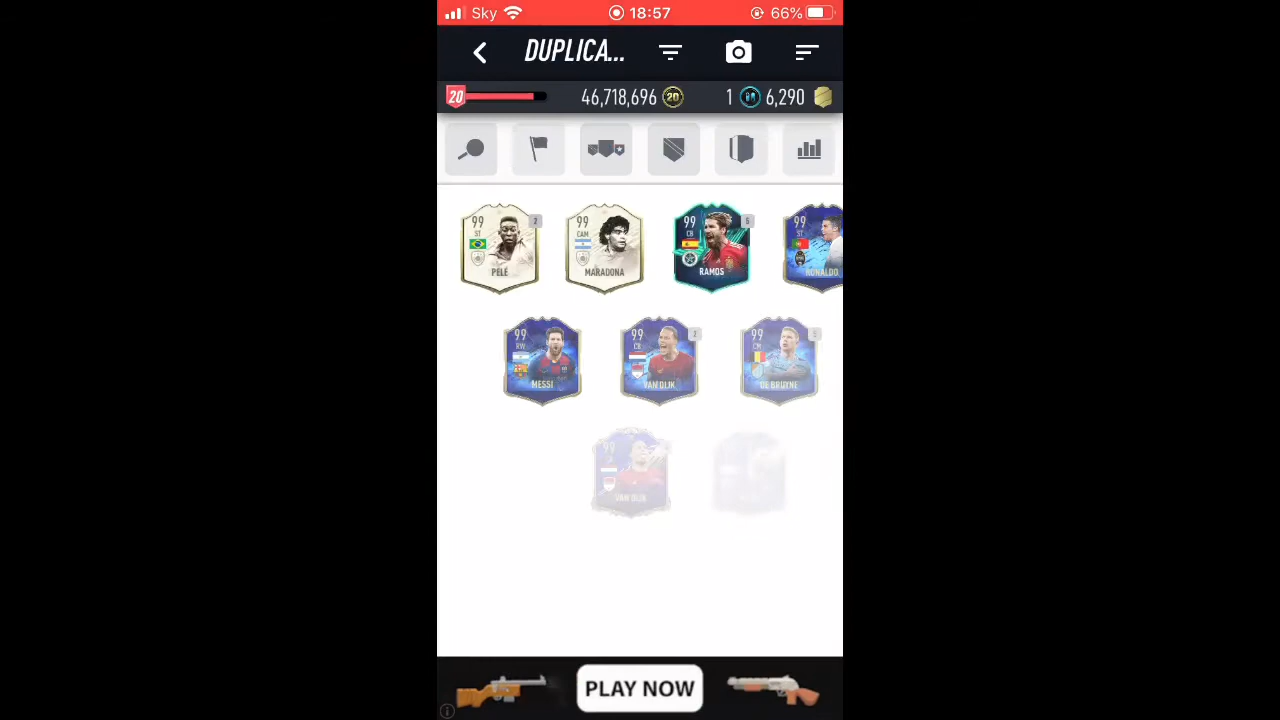 Sky 18:57 66%
DUPLICA...
20 46,718,696 20 1 6,290
99 ST 2 PELE
99 CAM MARADONA
99 CB 5 RAMOS
99 ST RONALDO
99 RW MESSI
99 CB VAN DIJK
99 CM DE BRUYNE
99 VAN DIJK
PLAY NOW